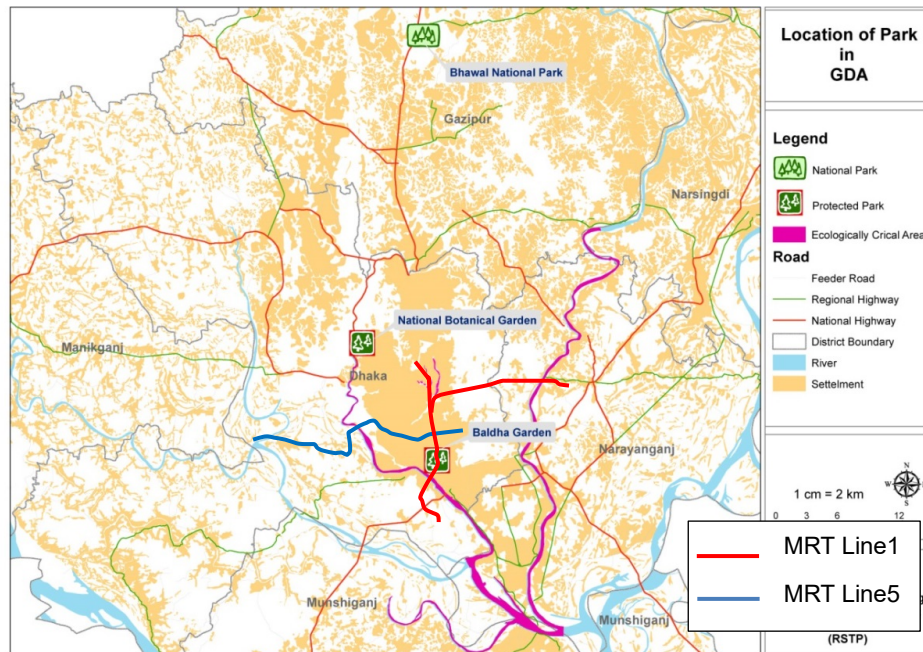 Location of Park
in
GDA
Bhawal National Park
Gazipur
Narsingdi
National Botanical Garden
Manikganj
Dhaka
Baldha Garden
Narayanganj
Munshiganj
Munshiganj
Legend
National Park
Protected Park
Ecologically Crical Area
Road
Feeder Road
Regional Highway
National Highway
District Boundary
River
Settelment
N
W
S
1 cm = 2 km
0 3 6 12
MRT Line1
MRT Line5
(RSTP)